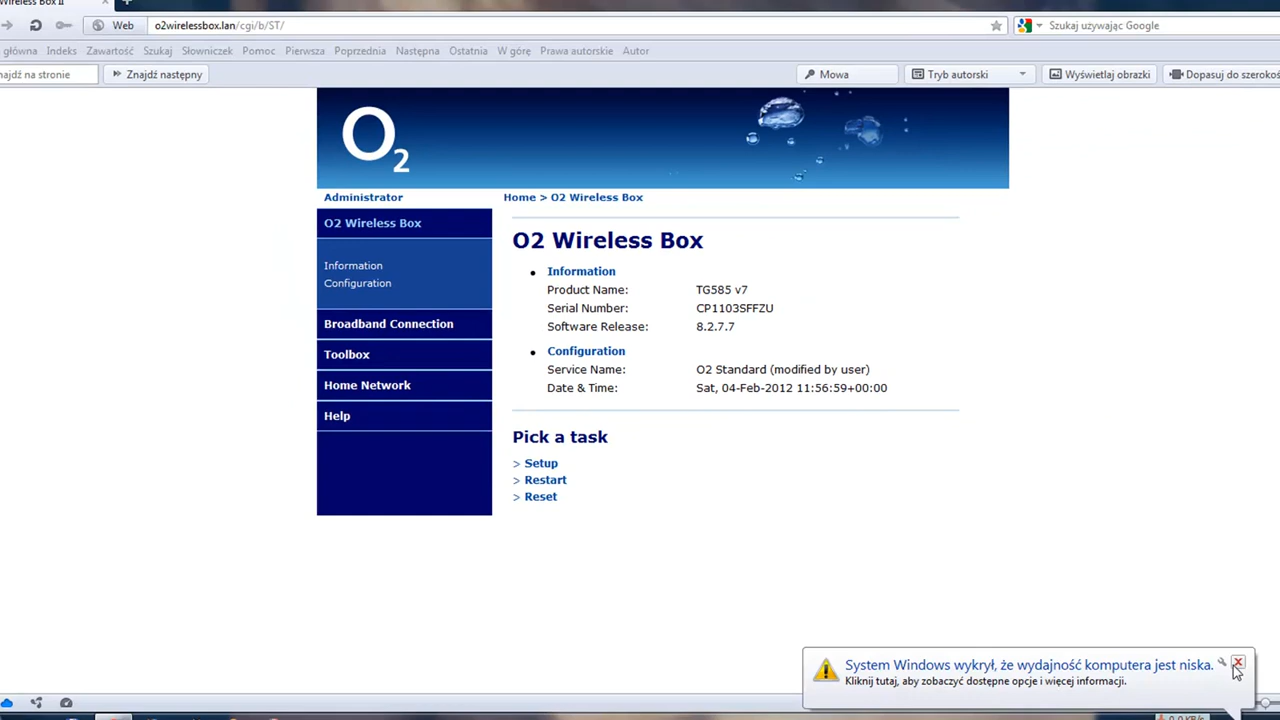 Wireless Box II
Web o2wirelessbox.lan/cgi/b/ST/ Szukaj używając Google
główna Indeks Zawartość Szukaj Słowniczek Pomoc Pierwsza Poprzednia Następna Ostatnia W górę Prawa autorskie Autor
najdź na stronie Znajdź następny Mowa Tryb autorski Wyświetlaj obrazki Dopasuj do szerokoś
O2
Administrator
Home > O2 Wireless Box
O2 Wireless Box
Information
Configuration
Broadband Connection
Toolbox
Home Network
Help
O2 Wireless Box
Information
Product Name: TG585 v7
Serial Number: CP1103SFFZU
Software Release: 8.2.7.7
Configuration
Service Name: O2 Standard (modified by user)
Date & Time: Sat, 04-Feb-2012 11:56:59+00:00
Pick a task
> Setup
> Restart
> Reset
System Windows wykrył, że wydajność komputera jest niska.
Kliknij tutaj, aby zobaczyć dostępne opcje i więcej informacji.